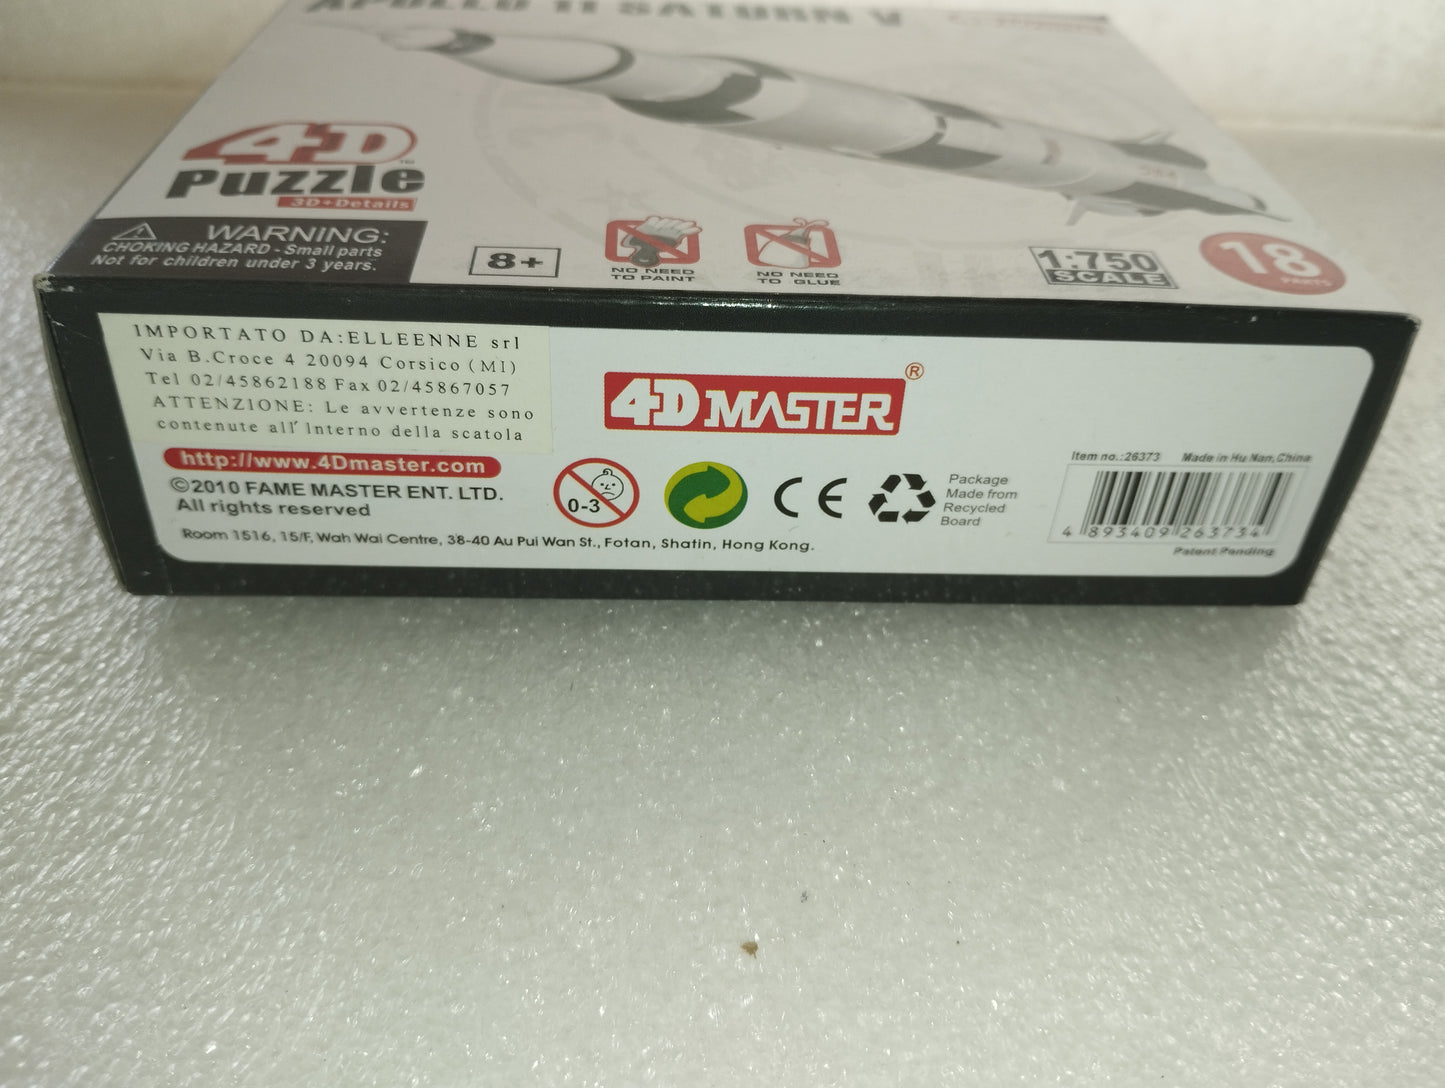 APOLLO 11 SATURN V
4D
Puzzle
TM
3D+Details
WARNING:
CHOKING HAZARD - Small parts
Not for children under 3 years.
8+
NO NEED
TO PAINT
NO NEED
TO GLUE
1:750
SCALE
18
PARTS
IMPORTATO DA:ELLEENNE srl
Via B.Croce 4 20094 Corsico (MI)
Tel 02/45862188 Fax 02/45867057
ATTENZIONE: Le avvertenze sono
contenute all' Interno della scatola
4D MASTER®
http://www.4Dmaster.com
©2010 FAME MASTER ENT. LTD.
All rights reserved
Room 1516, 15/F, Wah Wai Centre, 38-40 Au Pui Wan St., Fotan, Shatin, Hong Kong.
0-3
CE
Package
Made from
Recycled
Board
Item no.:26373 Made in Hu Nan,China
4 893409 263734
Patent Pending